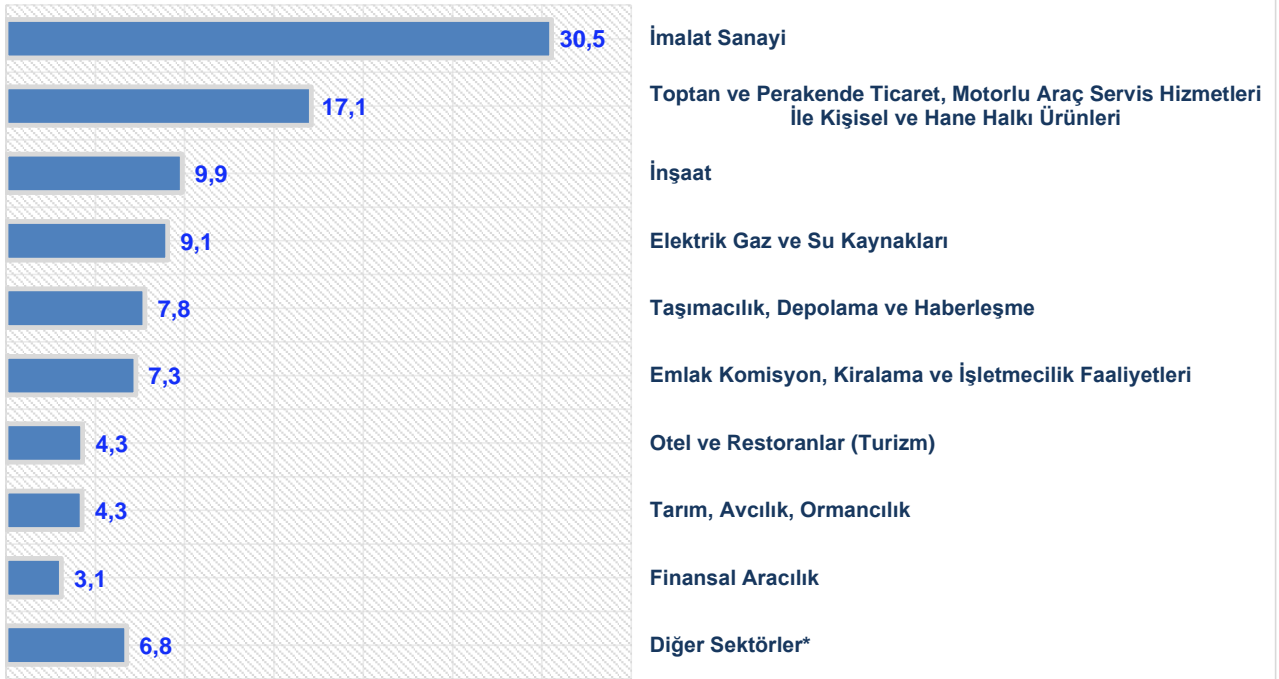 30,5 İmalat Sanayi
17,1 Toptan ve Perakende Ticaret, Motorlu Araç Servis Hizmetleri
İle Kişisel ve Hane Halkı Ürünleri
9,9 İnşaat
9,1 Elektrik Gaz ve Su Kaynakları
7,8 Taşımacılık, Depolama ve Haberleşme
7,3 Emlak Komisyon, Kiralama ve İşletmecilik Faaliyetleri
4,3 Otel ve Restoranlar (Turizm)
4,3 Tarım, Avcılık, Ormancılık
3,1 Finansal Aracılık
6,8 Diğer Sektörler*